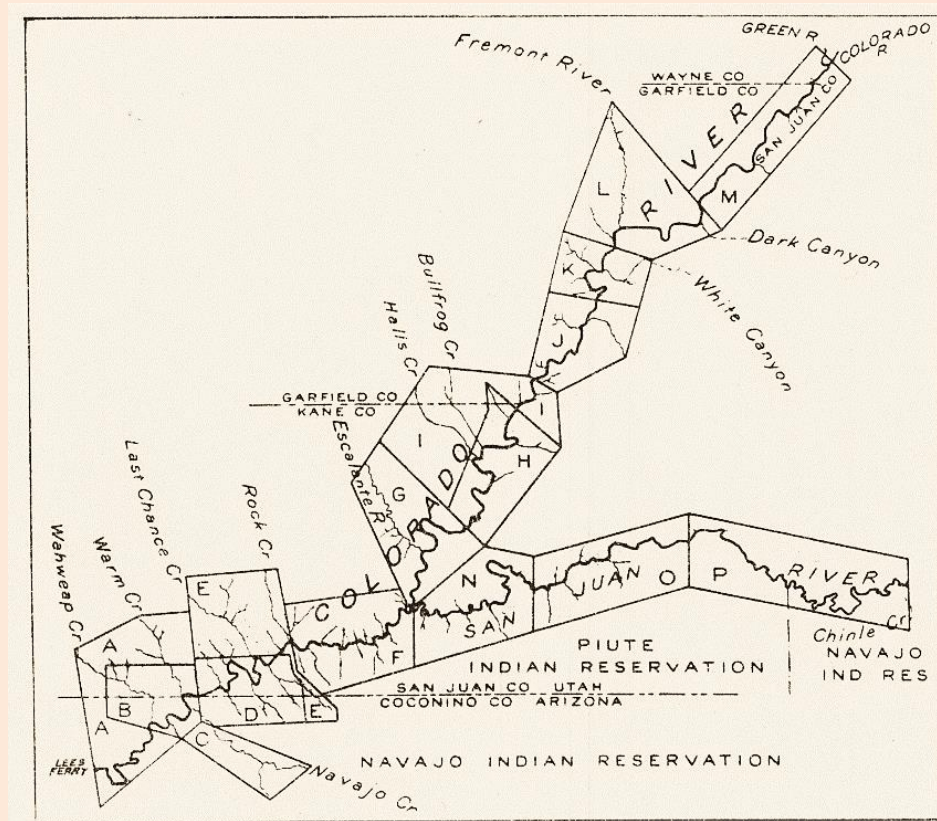 GREEN R
COLORADO
R
Fremont River
WAYNE CO
GARFIELD CO
SAN JUAN CO
RIVER
L
M
Dark Canyon
K
White Canyon
Bullfrog Cr
Halls Cr
J
GARFIELD CO
KANE CO
I
I
Escalante R
H
G
COLORADO
Last Chance Cr
Rock Cr
Warm Cr
Wahweap Cr
E
N
O
P
SAN JUAN RIVER
A
F
Chinle Cr
PIUTE
INDIAN RESERVATION
NAVAJO
IND RES
SAN JUAN CO UTAH
COCONINO CO ARIZONA
B
D
E
A
C
LEES
FERRY
Navajo Cr
NAVAJO INDIAN RESERVATION